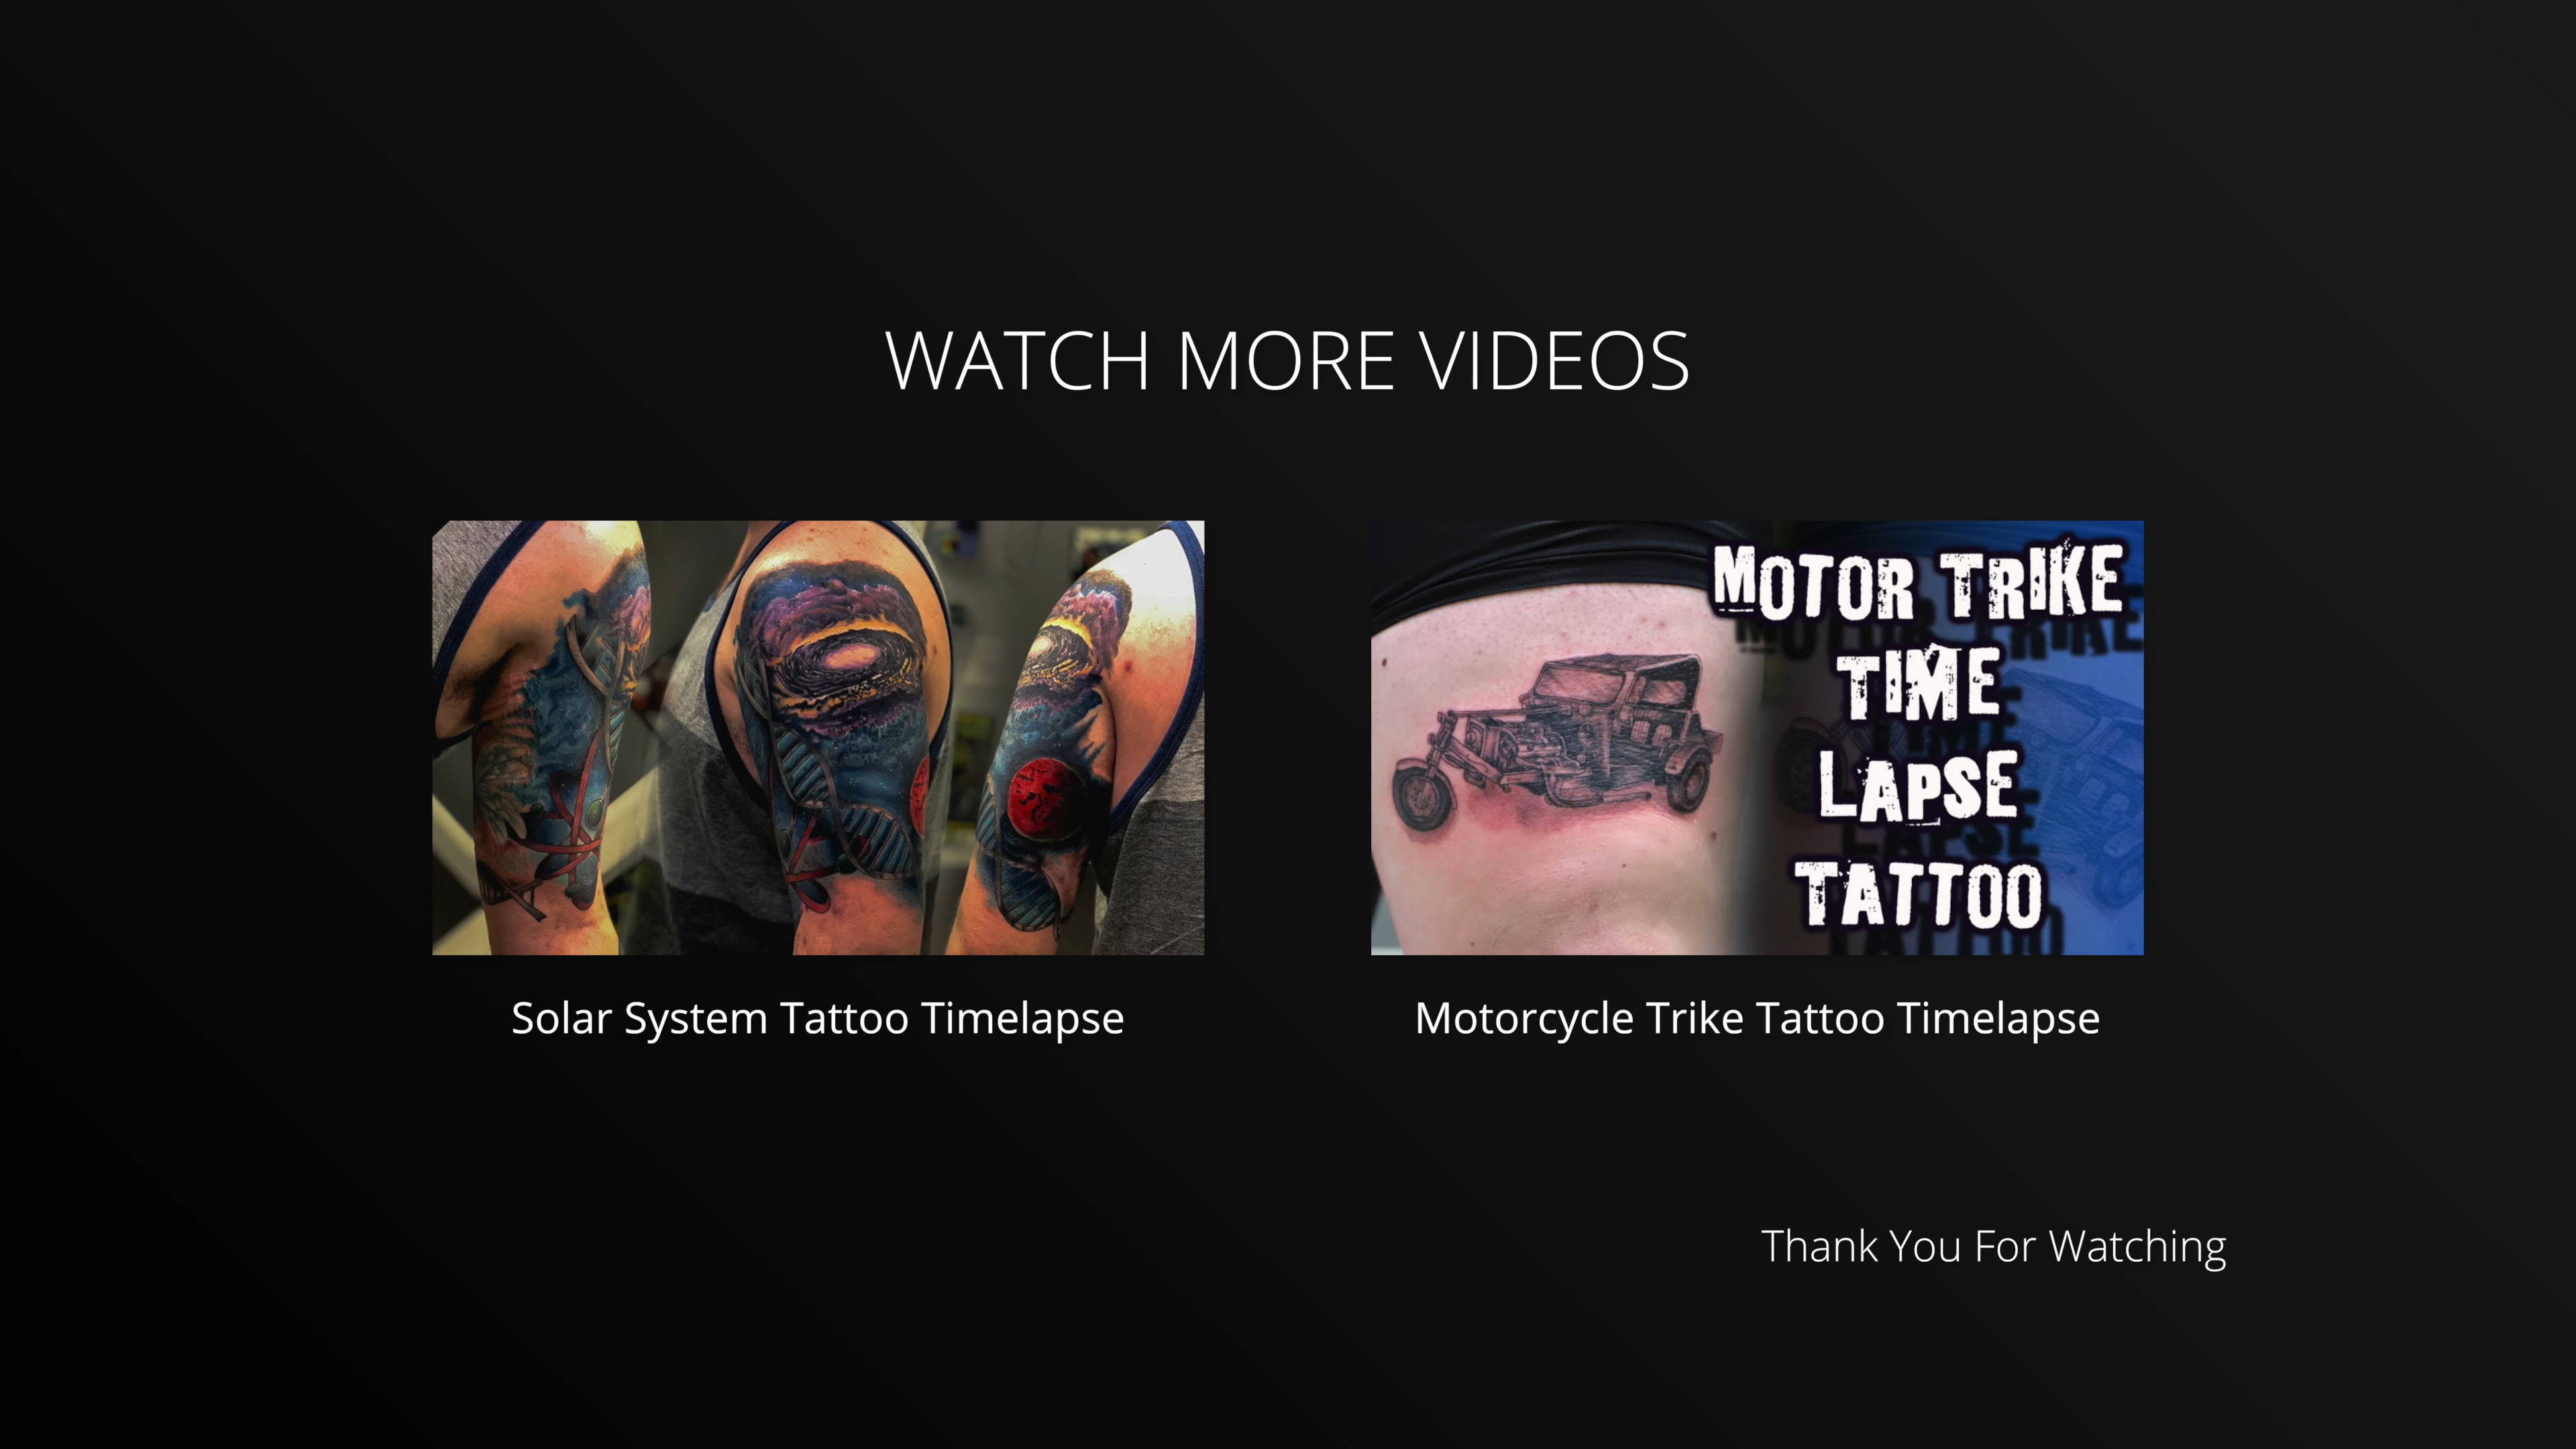 WATCH MORE VIDEOS
MOTOR TRIKE
TIME
LAPSE
TATTOO
Solar System Tattoo Timelapse
Motorcycle Trike Tattoo Timelapse
Thank You For Watching